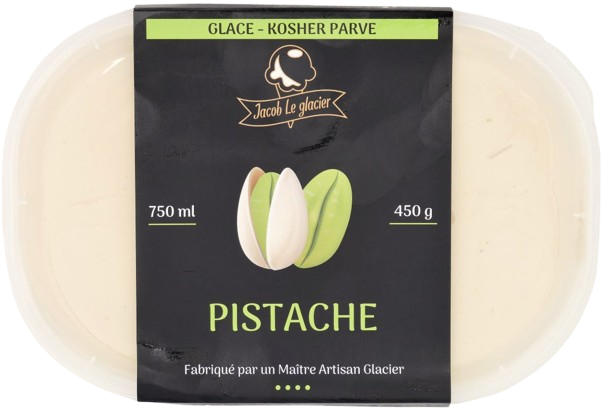 GLACE - KOSHER PARVE
Jacob Le glacier
750 ml
450 g
PISTACHE
Fabriqué par un Maître Artisan Glacier